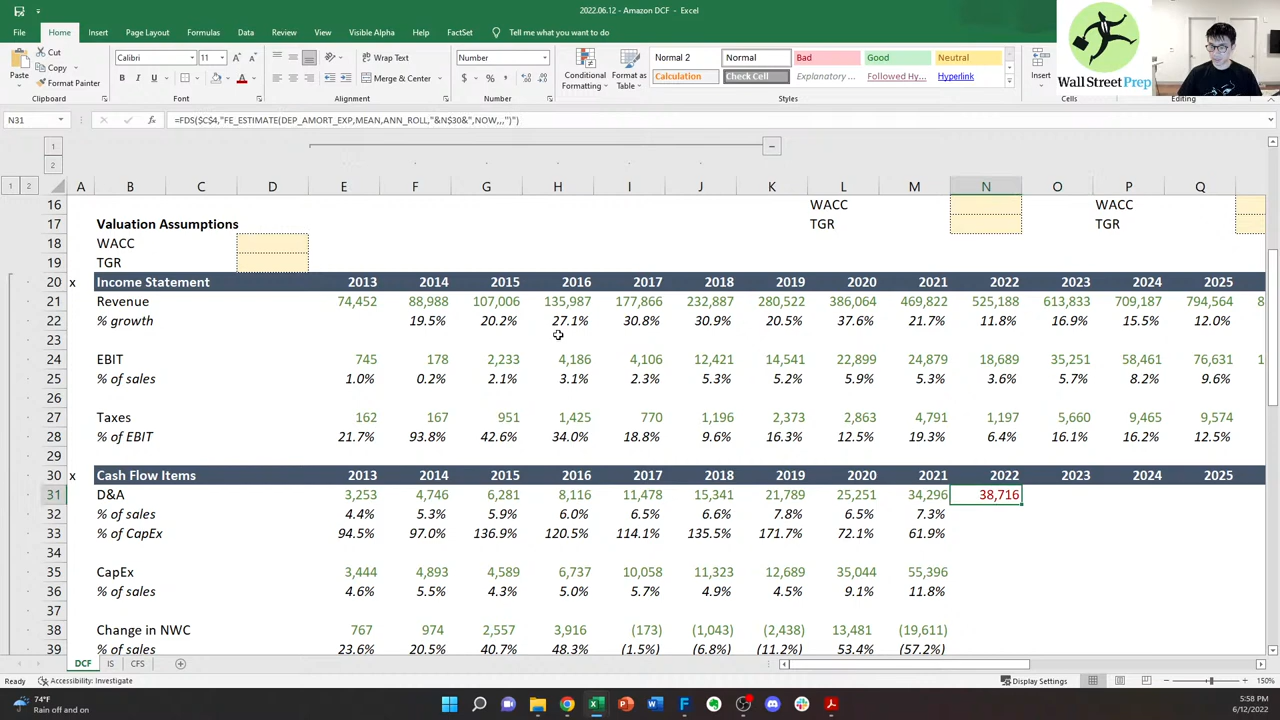 2022.06.12 - Amazon DCF - Excel
File Home Insert Draw Page Layout Formulas Data Review View Visible Alpha Help FactSet Tell me what you want to do
Paste
Cut
Copy
Format Painter
Clipboard
Calibri 11
B I U
Font
Wrap Text
Merge & Center
Alignment
Number
$ % ,
Number
Conditional Formatting
Format as Table
Normal 2 Normal Bad Good Neutral
Calculation Check Cell Explanatory ... Followed Hy... Hyperlink
Styles
Insert
Cells
Editing
Wall Street Prep
N31 fx =FDS($C$4,"FE_ESTIMATE(DEP_AMORT_EXP,MEAN,ANN_ROLL,"&N$30&",NOW,,,'')")
1
2
1 2 A B C D E F G H I J K L M N O P Q
16 WACC WACC
17 Valuation Assumptions TGR TGR
18 WACC
19 TGR
20 x Income Statement 2013 2014 2015 2016 2017 2018 2019 2020 2021 2022 2023 2024 2025
21 Revenue 74,452 88,988 107,006 135,987 177,866 232,887 280,522 386,064 469,822 525,188 613,833 709,187 794,564 8
22 % growth 19.5% 20.2% 27.1% 30.8% 30.9% 20.5% 37.6% 21.7% 11.8% 16.9% 15.5% 12.0%
23
24 EBIT 745 178 2,233 4,186 4,106 12,421 14,541 22,899 24,879 18,689 35,251 58,461 76,631 1
25 % of sales 1.0% 0.2% 2.1% 3.1% 2.3% 5.3% 5.2% 5.9% 5.3% 3.6% 5.7% 8.2% 9.6%
26
27 Taxes 162 167 951 1,425 770 1,196 2,373 2,863 4,791 1,197 5,660 9,465 9,574
28 % of EBIT 21.7% 93.8% 42.6% 34.0% 18.8% 9.6% 16.3% 12.5% 19.3% 6.4% 16.1% 16.2% 12.5%
29
30 x Cash Flow Items 2013 2014 2015 2016 2017 2018 2019 2020 2021 2022 2023 2024 2025
31 D&A 3,253 4,746 6,281 8,116 11,478 15,341 21,789 25,251 34,296 38,716
32 % of sales 4.4% 5.3% 5.9% 6.0% 6.5% 6.6% 7.8% 6.5% 7.3%
33 % of CapEx 94.5% 97.0% 136.9% 120.5% 114.1% 135.5% 171.7% 72.1% 61.9%
34
35 CapEx 3,444 4,893 4,589 6,737 10,058 11,323 12,689 35,044 55,396
36 % of sales 4.6% 5.5% 4.3% 5.0% 5.7% 4.9% 4.5% 9.1% 11.8%
37
38 Change in NWC 767 974 2,557 3,916 (173) (1,043) (2,438) 13,481 (19,611)
39 % of sales 23.6% 20.5% 40.7% 48.3% (1.5%) (6.8%) (11.2%) 53.4% (57.2%)
DCF IS CFS
Ready Accessibility: Investigate Display Settings 150%
74°F
Rain off and on
5:58 PM
6/12/2022